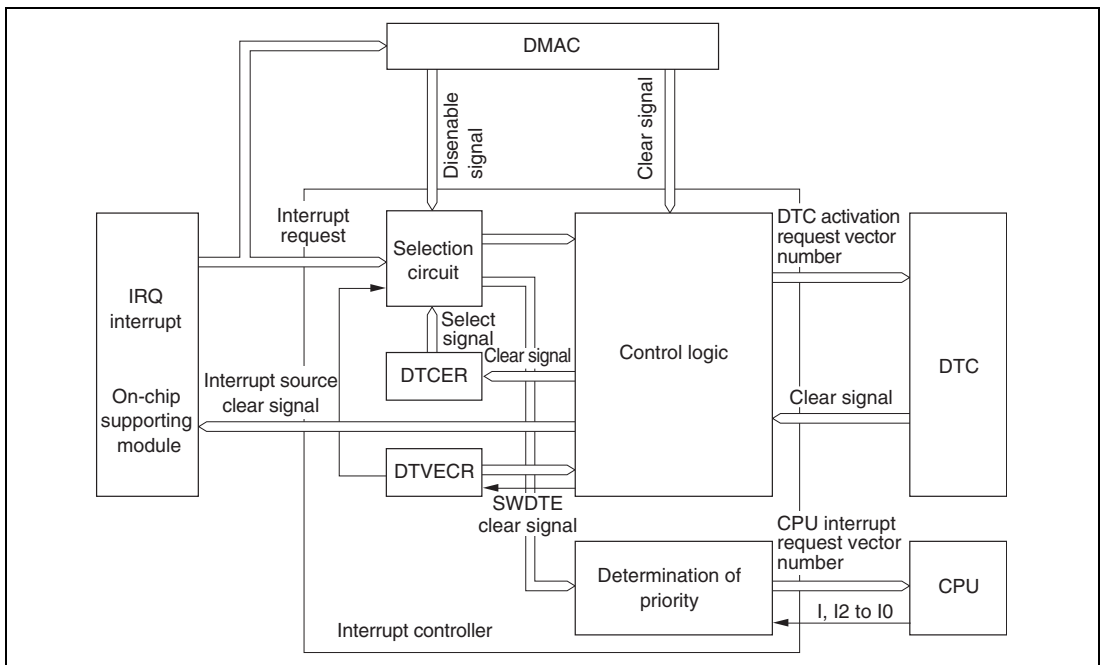 DMAC
Disenable
signal
Clear signal
Interrupt
request
Selection
circuit
DTC activation
request vector
number
IRQ
interrupt
On-chip
supporting
module
Select
signal
Clear signal
DTCER
Control logic
DTC
Interrupt source
clear signal
Clear signal
DTVECR
SWDTE
clear signal
CPU interrupt
request vector
number
Determination of
priority
CPU
I, I2 to I0
Interrupt controller